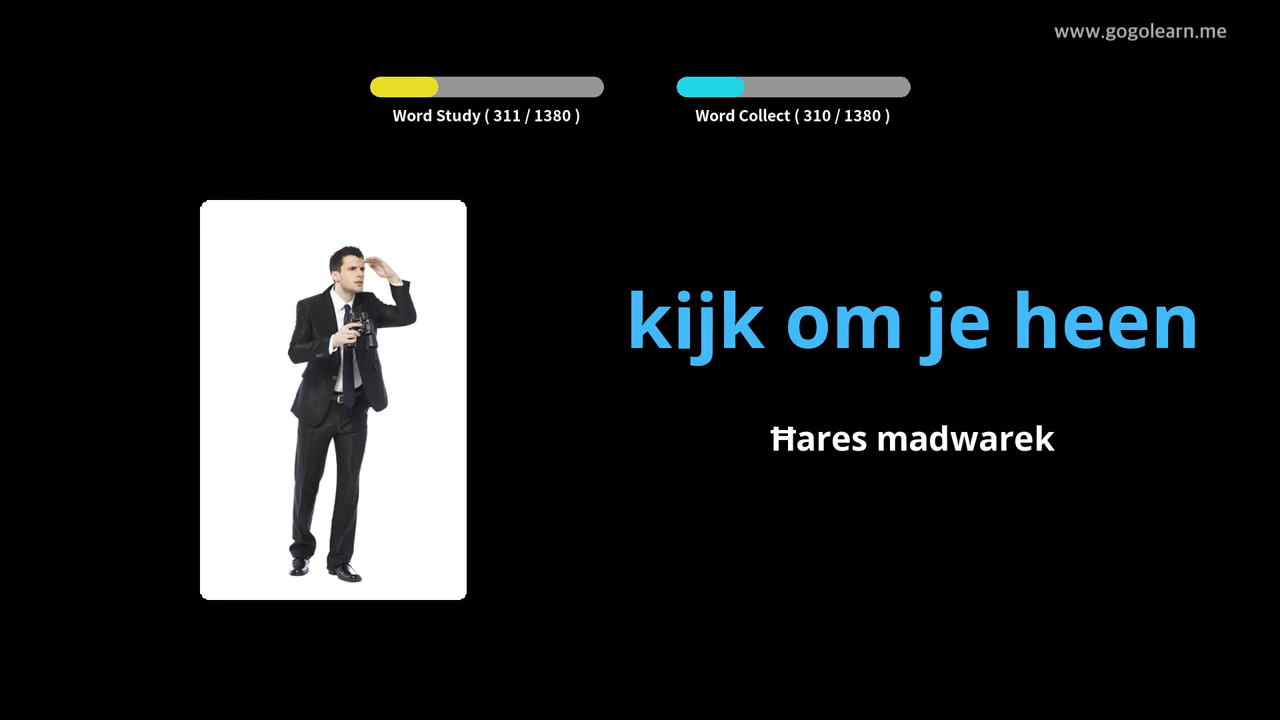 www.gogolearn.me
Word Study ( 311 / 1380 )
Word Collect ( 310 / 1380 )
kijk om je heen
Ħares madwarek